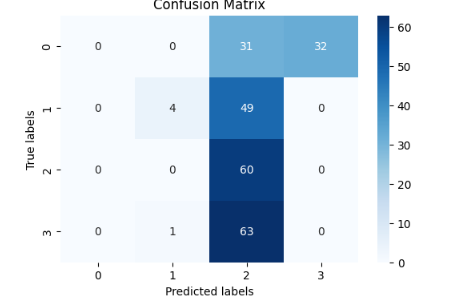 Confusion Matrix
0 0 0 31 32
1 0 4 49 0
2 0 0 60 0
3 0 1 63 0
0 1 2 3
True labels
Predicted labels
60
50
40
30
20
10
0